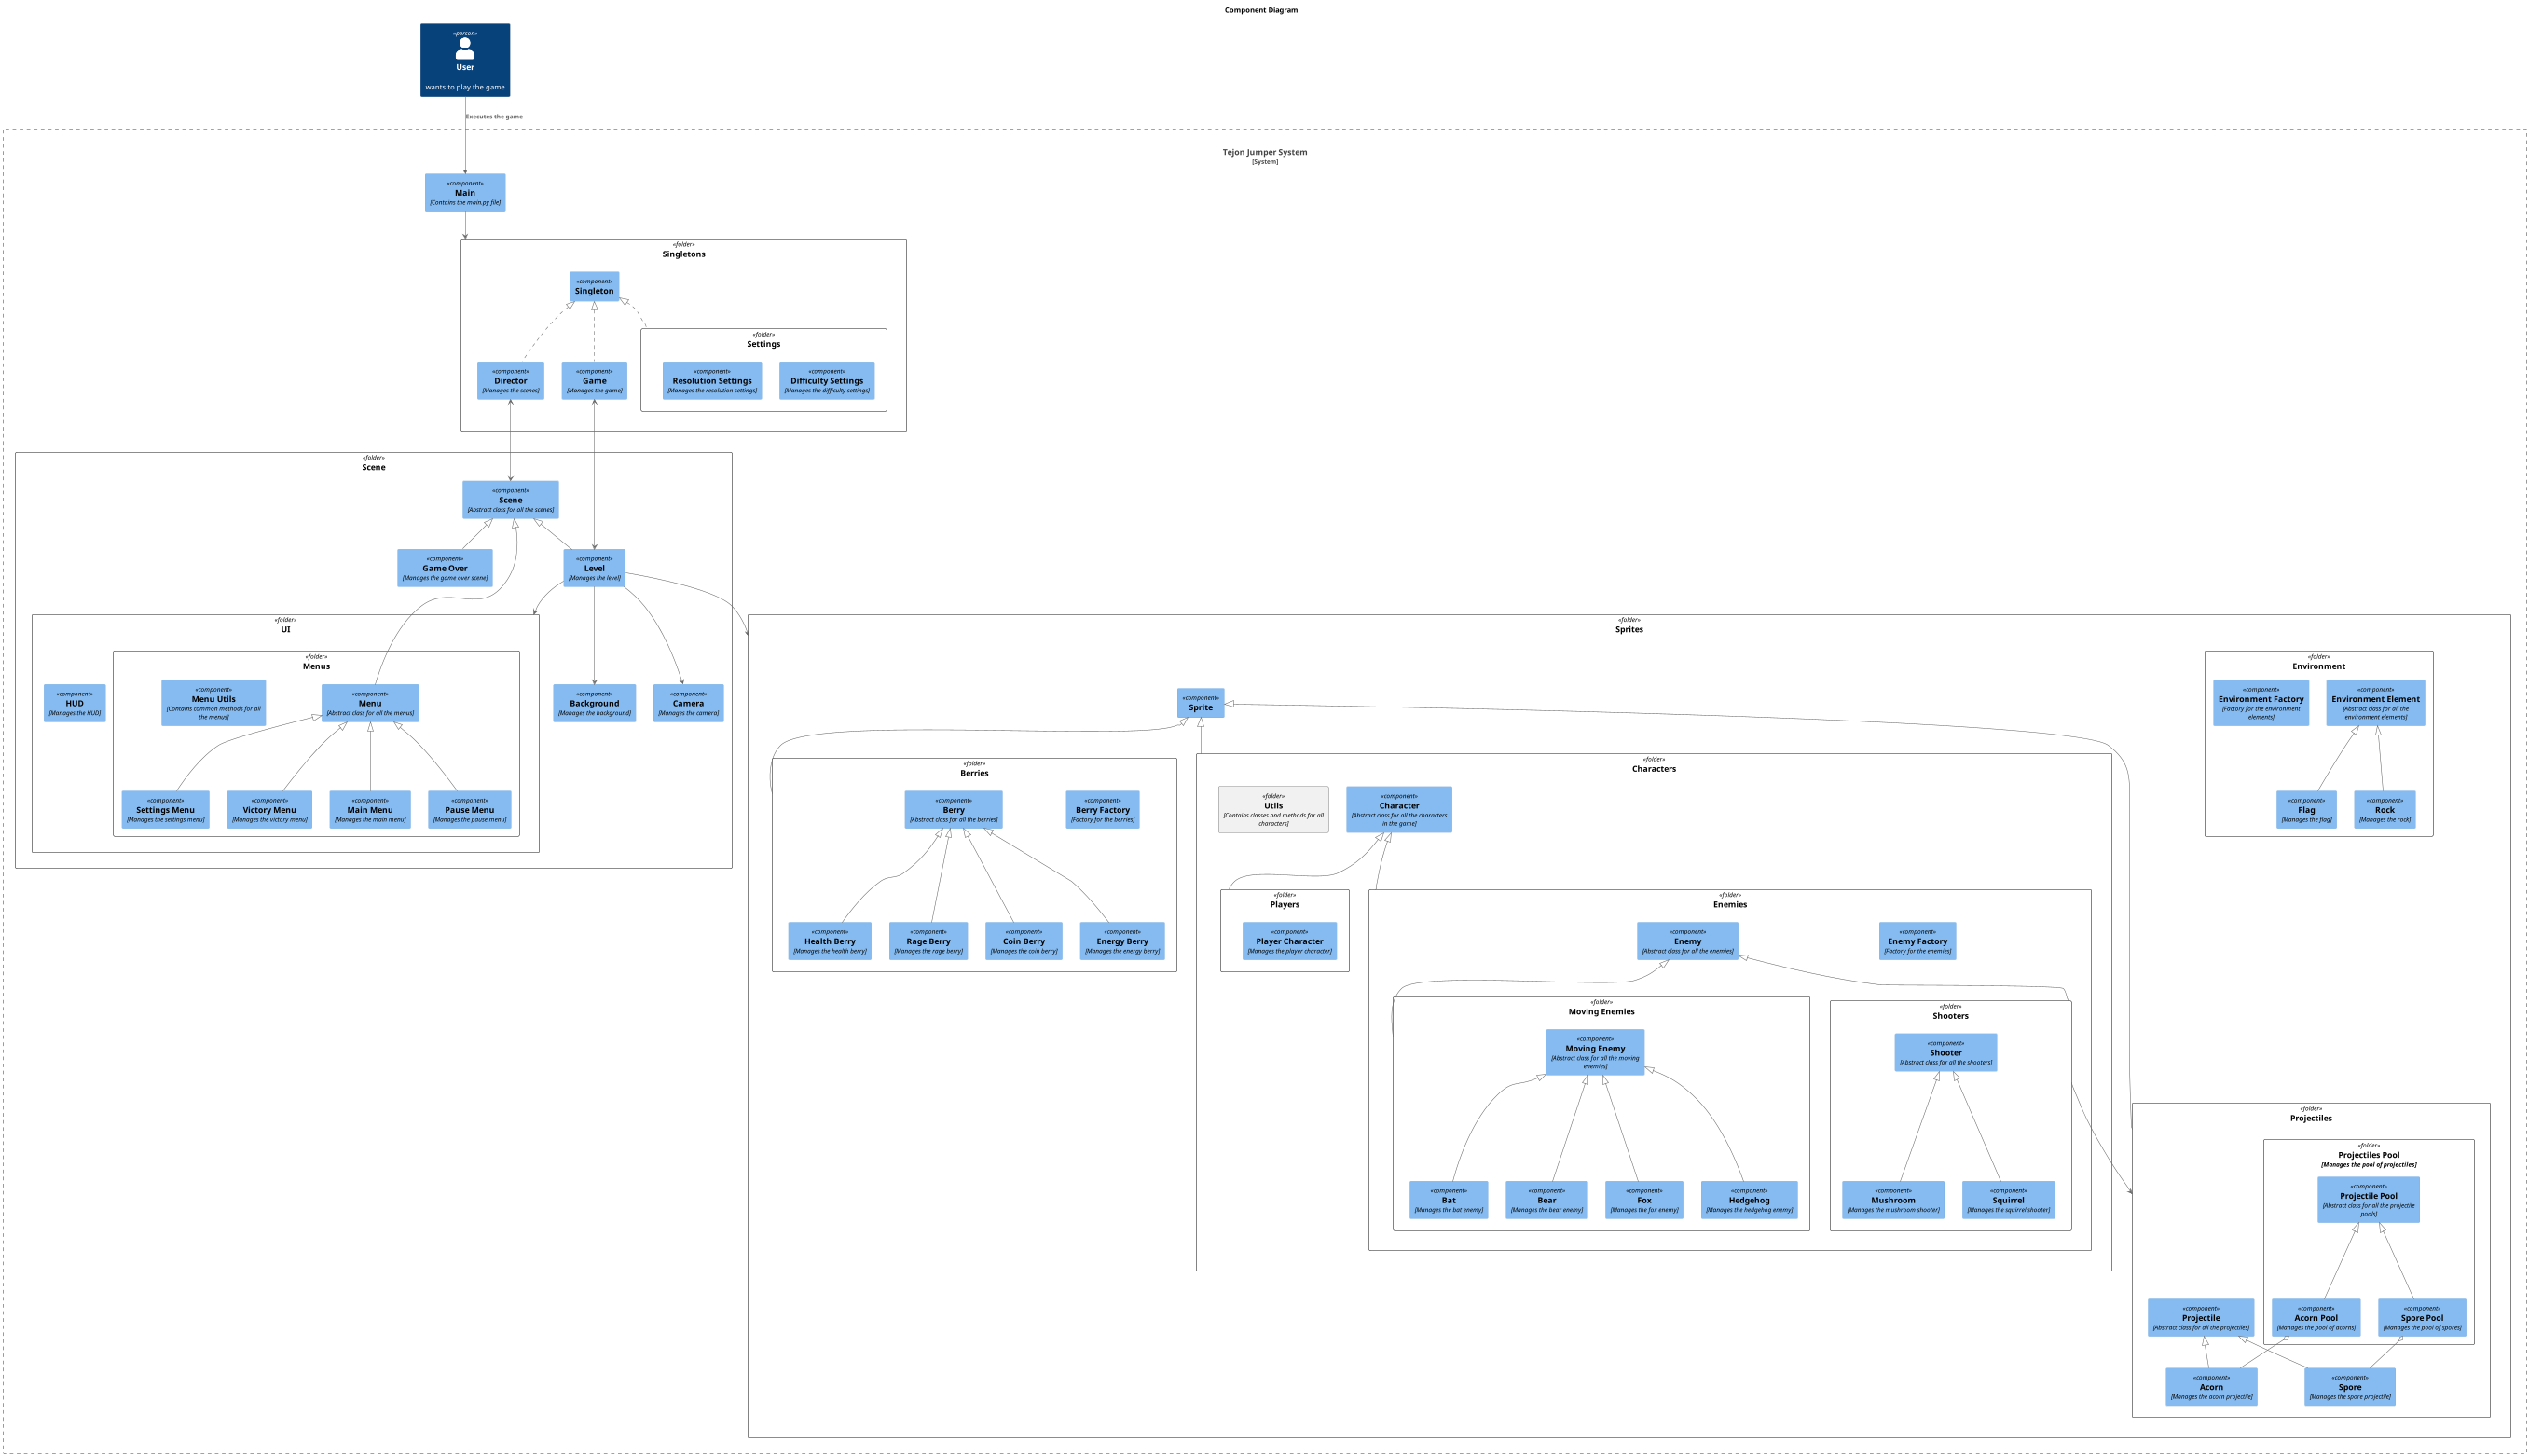 Component Diagram
«person»
User
wants to play the game
Executes the game
Tejon Jumper System
[System]
«component»
Main
[Contains the main.py file]
«folder»
Singletons
«component»
Singleton
«folder»
Settings
«component»
Director
[Manages the scenes]
«component»
Game
[Manages the game]
«component»
Resolution Settings
[Manages the resolution settings]
«component»
Difficulty Settings
[Manages the difficulty settings]
«folder»
Scene
«component»
Scene
[Abstract class for all the scenes]
«component»
Game Over
[Manages the game over scene]
«component»
Level
[Manages the level]
«folder»
UI
«folder»
Menus
«component»
HUD
[Manages the HUD]
«component»
Menu Utils
[Contains common methods for all
the menus]
«component»
Menu
[Abstract class for all the menus]
«component»
Background
[Manages the background]
«component»
Camera
[Manages the camera]
«component»
Settings Menu
[Manages the settings menu]
«component»
Victory Menu
[Manages the victory menu]
«component»
Main Menu
[Manages the main menu]
«component»
Pause Menu
[Manages the pause menu]
«folder»
Sprites
«component»
Sprite
«folder»
Environment
«component»
Environment Factory
[Factory for the environment
elements]
«component»
Environment Element
[Abstract class for all the
environment elements]
«component»
Flag
[Manages the flag]
«component»
Rock
[Manages the rock]
«folder»
Berries
«component»
Berry
[Abstract class for all the berries]
«component»
Berry Factory
[Factory for the berries]
«component»
Health Berry
[Manages the health berry]
«component»
Rage Berry
[Manages the rage berry]
«component»
Coin Berry
[Manages the coin berry]
«component»
Energy Berry
[Manages the energy berry]
«folder»
Characters
«folder»
Utils
[Contains classes and methods for all
characters]
«component»
Character
[Abstract class for all the characters
in the game]
«folder»
Players
«component»
Player Character
[Manages the player character]
«folder»
Enemies
«component»
Enemy
[Abstract class for all the enemies]
«component»
Enemy Factory
[Factory for the enemies]
«folder»
Moving Enemies
«component»
Moving Enemy
[Abstract class for all the moving
enemies]
«component»
Bat
[Manages the bat enemy]
«component»
Bear
[Manages the bear enemy]
«component»
Fox
[Manages the fox enemy]
«component»
Hedgehog
[Manages the hedgehog enemy]
«folder»
Shooters
«component»
Shooter
[Abstract class for all the shooters]
«component»
Mushroom
[Manages the mushroom shooter]
«component»
Squirrel
[Manages the squirrel shooter]
«folder»
Projectiles
«folder»
Projectiles Pool
[Manages the pool of projectiles]
«component»
Projectile Pool
[Abstract class for all the projectile
pools]
«component»
Projectile
[Abstract class for all the projectiles]
«component»
Acorn Pool
[Manages the pool of acorns]
«component»
Spore Pool
[Manages the pool of spores]
«component»
Acorn
[Manages the acorn projectile]
«component»
Spore
[Manages the spore projectile]